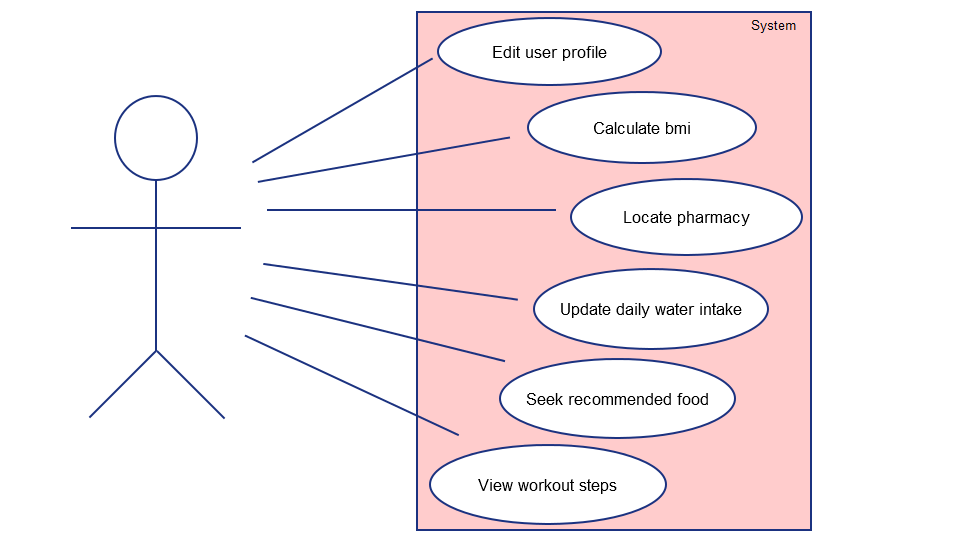 System
Edit user profile
Calculate bmi
Locate pharmacy
Update daily water intake
Seek recommended food
View workout steps